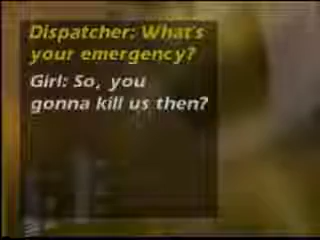 Dispatcher: What's
your emergency?
Girl: So, you
gonna kill us then?